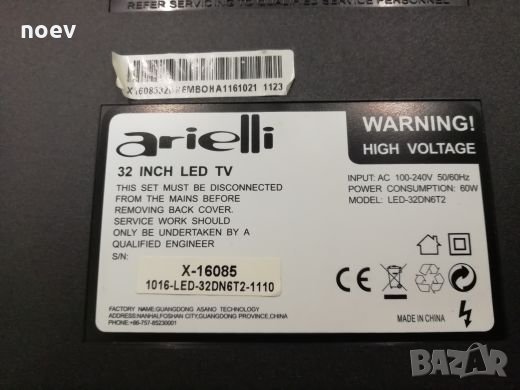 noev
REFER SERVICING TO QUALIFIED SERVICE PERSONNEL
1123
arielli
32 INCH LED TV
THIS SET MUST BE DISCONNECTED
FROM THE MAINS BEFORE
REMOVING BACK COVER.
SERVICE WORK SHOULD
ONLY BE UNDERTAKEN BY A
QUALIFIED ENGINEER
S/N:
X-16085
1016-LED-32DN6T2-1110
FACTORY NAME:GUANGDONG ASANO TECHNOLOGY
ADDRESS:NANHAI,FOSHAN CITY,GUANGDONG PROVINCE,CHINA
PHONE:+86-757-85230001
WARNING!
HIGH VOLTAGE
INPUT: AC 100-240V 50/60Hz
POWER CONSUMPTION: 60W
MODEL: LED-32DN6T2
CE
MADE IN CHINA
BAZAR